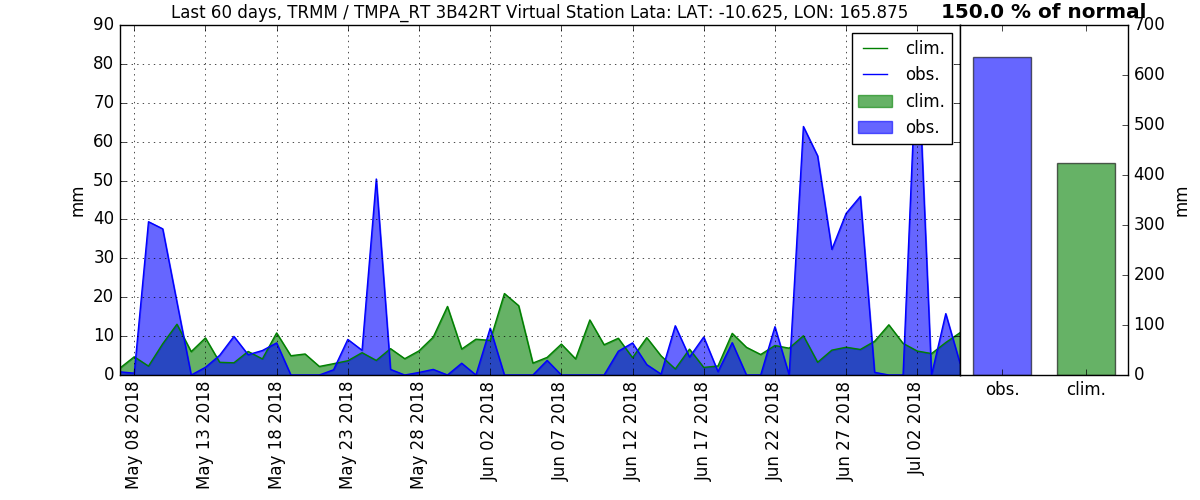 Last 60 days, TRMM / TMPA_RT 3B42RT Virtual Station Lata: LAT: -10.625, LON: 165.875
150.0 % of normal
90
80
70
60
50
40
30
20
10
0
mm
clim.
obs.
clim.
obs.
May 08 2018
May 13 2018
May 18 2018
May 23 2018
May 28 2018
Jun 02 2018
Jun 07 2018
Jun 12 2018
Jun 17 2018
Jun 22 2018
Jun 27 2018
Jul 02 2018
700
600
500
400
300
200
100
0
mm
obs.
clim.